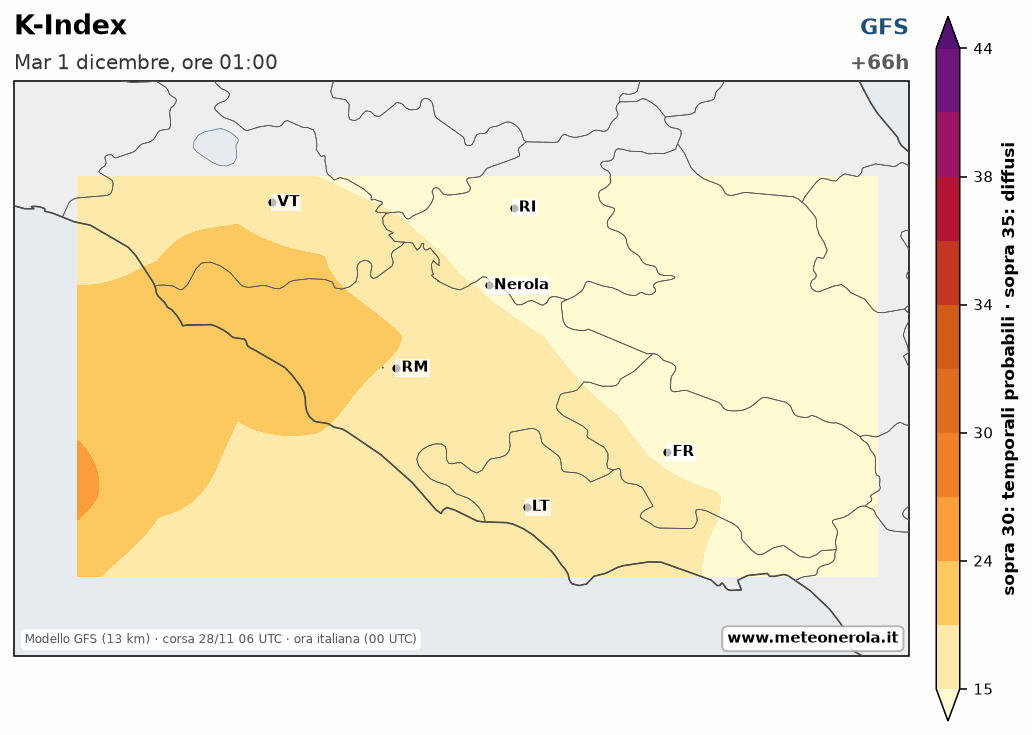 K-Index
GFS
Mar 1 dicembre, ore 01:00
+66h
44
38
34
30
24
15
sopra 30: temporali probabili · sopra 35: diffusi
VT
RI
Nerola
RM
FR
LT
Modello GFS (13 km) · corsa 28/11 06 UTC · ora italiana (00 UTC)
www.meteonerola.it